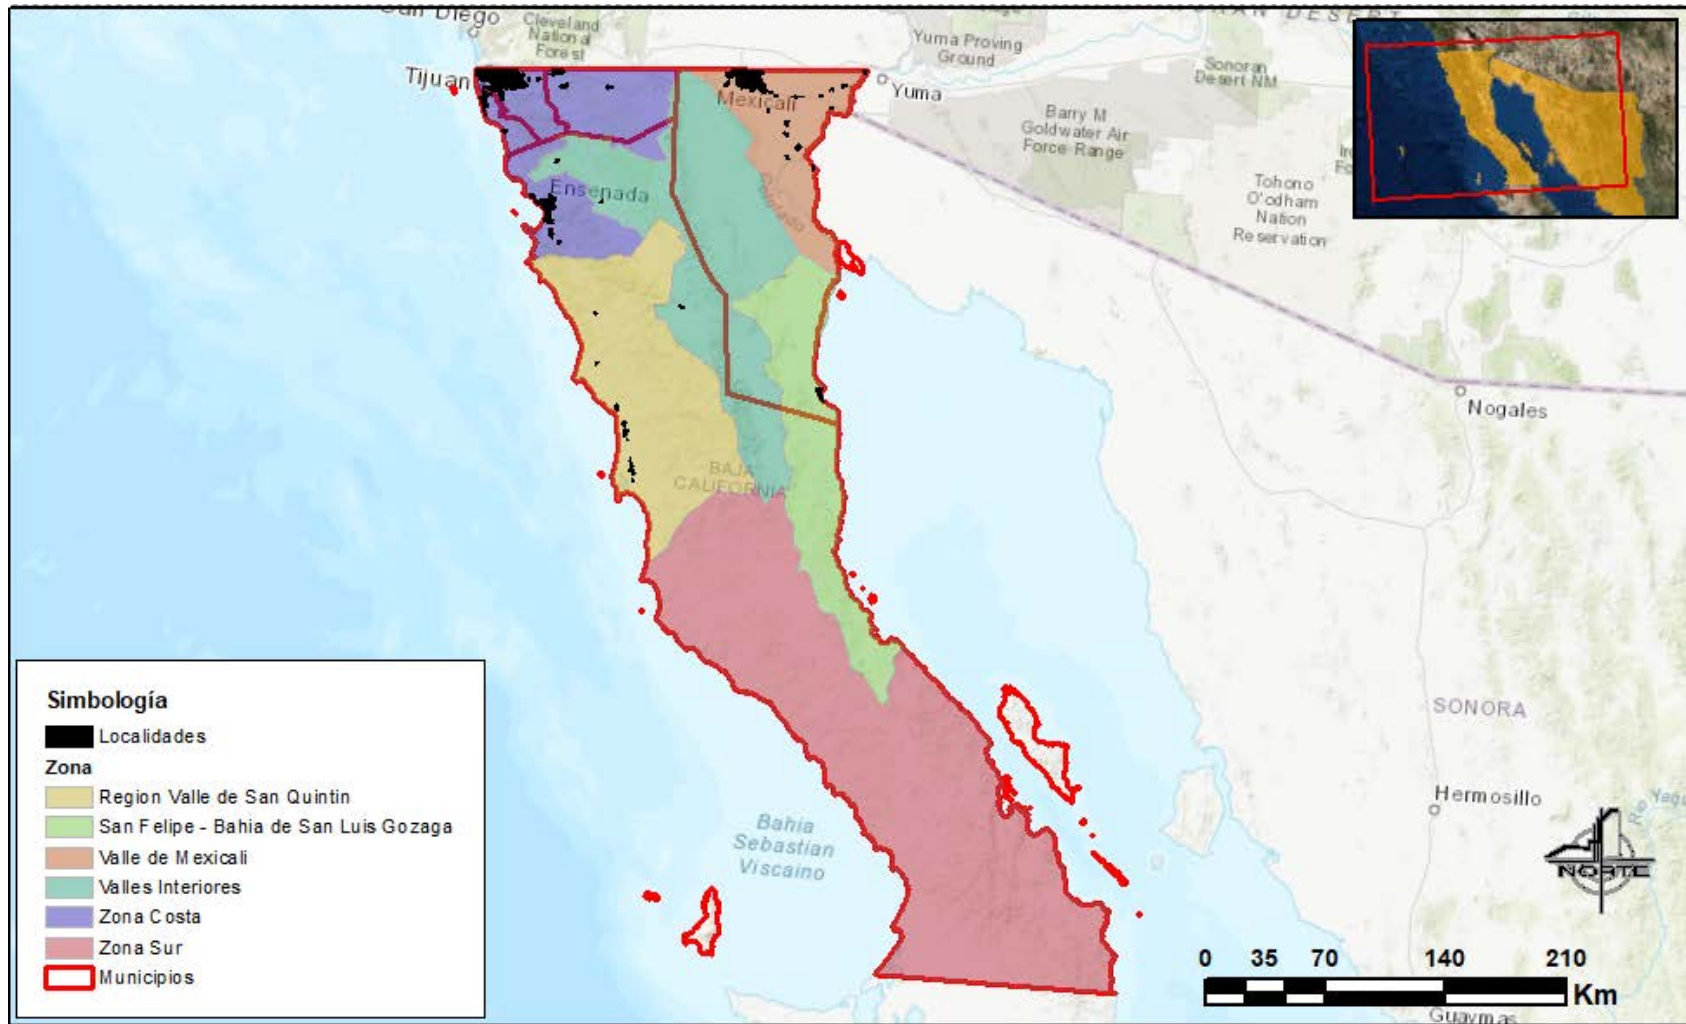 San Diego
Cleveland
National
Forest
Yuma Proving
Ground
Sonoran
Desert NM
Tijuan
Mexicali
Yuma
Barry M
Goldwater Air
Force Range
Ensenada
Tohono
O'odham
Nation
Reservation
Nogales
BAJA
CALIFORNIA
Simbología
Localidades
Zona
Region Valle de San Quintin
San Felipe - Bahia de San Luis Gozaga
Valle de Mexicali
Valles Interiores
Zona Costa
Zona Sur
Municipios
Bahia
Sebastian
Viscaino
SONORA
Hermosillo
NORTE
0 35 70 140 210
Km
Guaymas